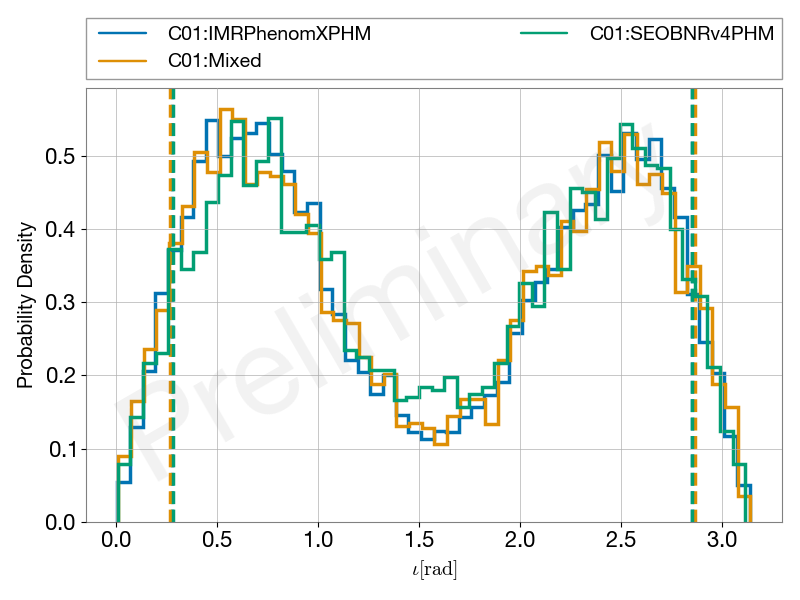 C01:IMRPhenomXPHM
C01:Mixed
C01:SEOBNRv4PHM
Preliminary
Probability Density
0.5
0.4
0.3
0.2
0.1
0.0
0.0 0.5 1.0 1.5 2.0 2.5 3.0
ι[rad]